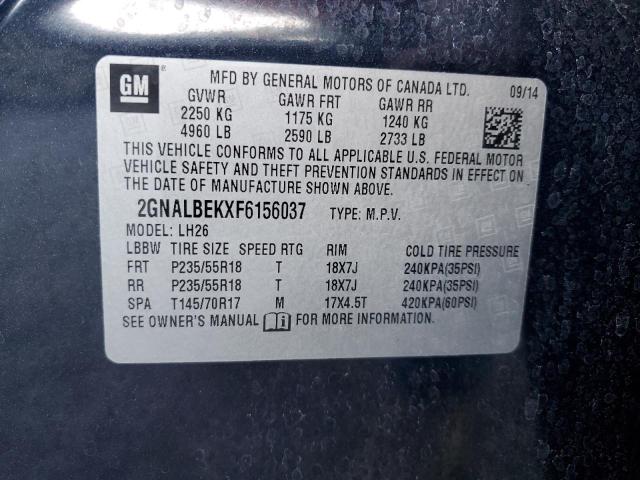 GM ®
MFD BY GENERAL MOTORS OF CANADA LTD. 09/14
GVWR GAWR FRT GAWR RR
2250 KG 1175 KG 1240 KG
4960 LB 2590 LB 2733 LB
THIS VEHICLE CONFORMS TO ALL APPLICABLE U.S. FEDERAL MOTOR
VEHICLE SAFETY AND THEFT PREVENTION STANDARDS IN EFFECT ON
THE DATE OF MANUFACTURE SHOWN ABOVE.
2GNALBEKXF6156037 TYPE: M.P.V.
MODEL: LH26
LBBW TIRE SIZE SPEED RTG RIM COLD TIRE PRESSURE
FRT P235/55R18 T 18X7J 240KPA(35PSI)
RR P235/55R18 T 18X7J 240KPA(35PSI)
SPA T145/70R17 M 17X4.5T 420KPA(60PSI)
SEE OWNER'S MANUAL FOR MORE INFORMATION.